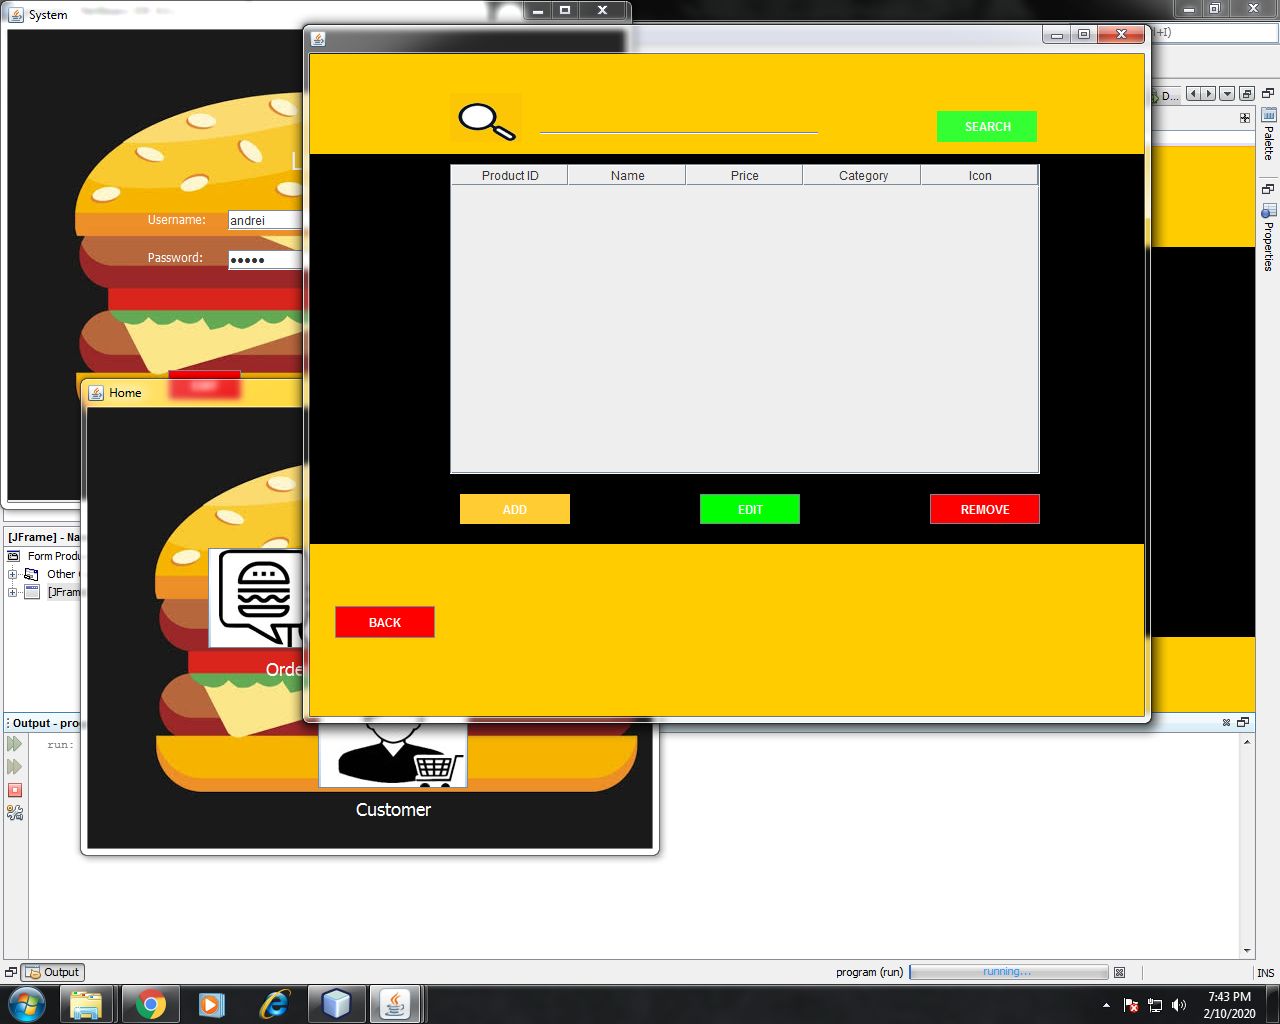 System
I+I)
D...
SEARCH
Palette
Product ID Name Price Category Icon
Username: andrei
Password: •••••
Properties
Home
ADD EDIT REMOVE
[JFrame] - Na
Form Produ
Other
[JFram
BACK
Orde
Output - pro
run:
Customer
Output
program (run) running... INS
7:43 PM
2/10/2020